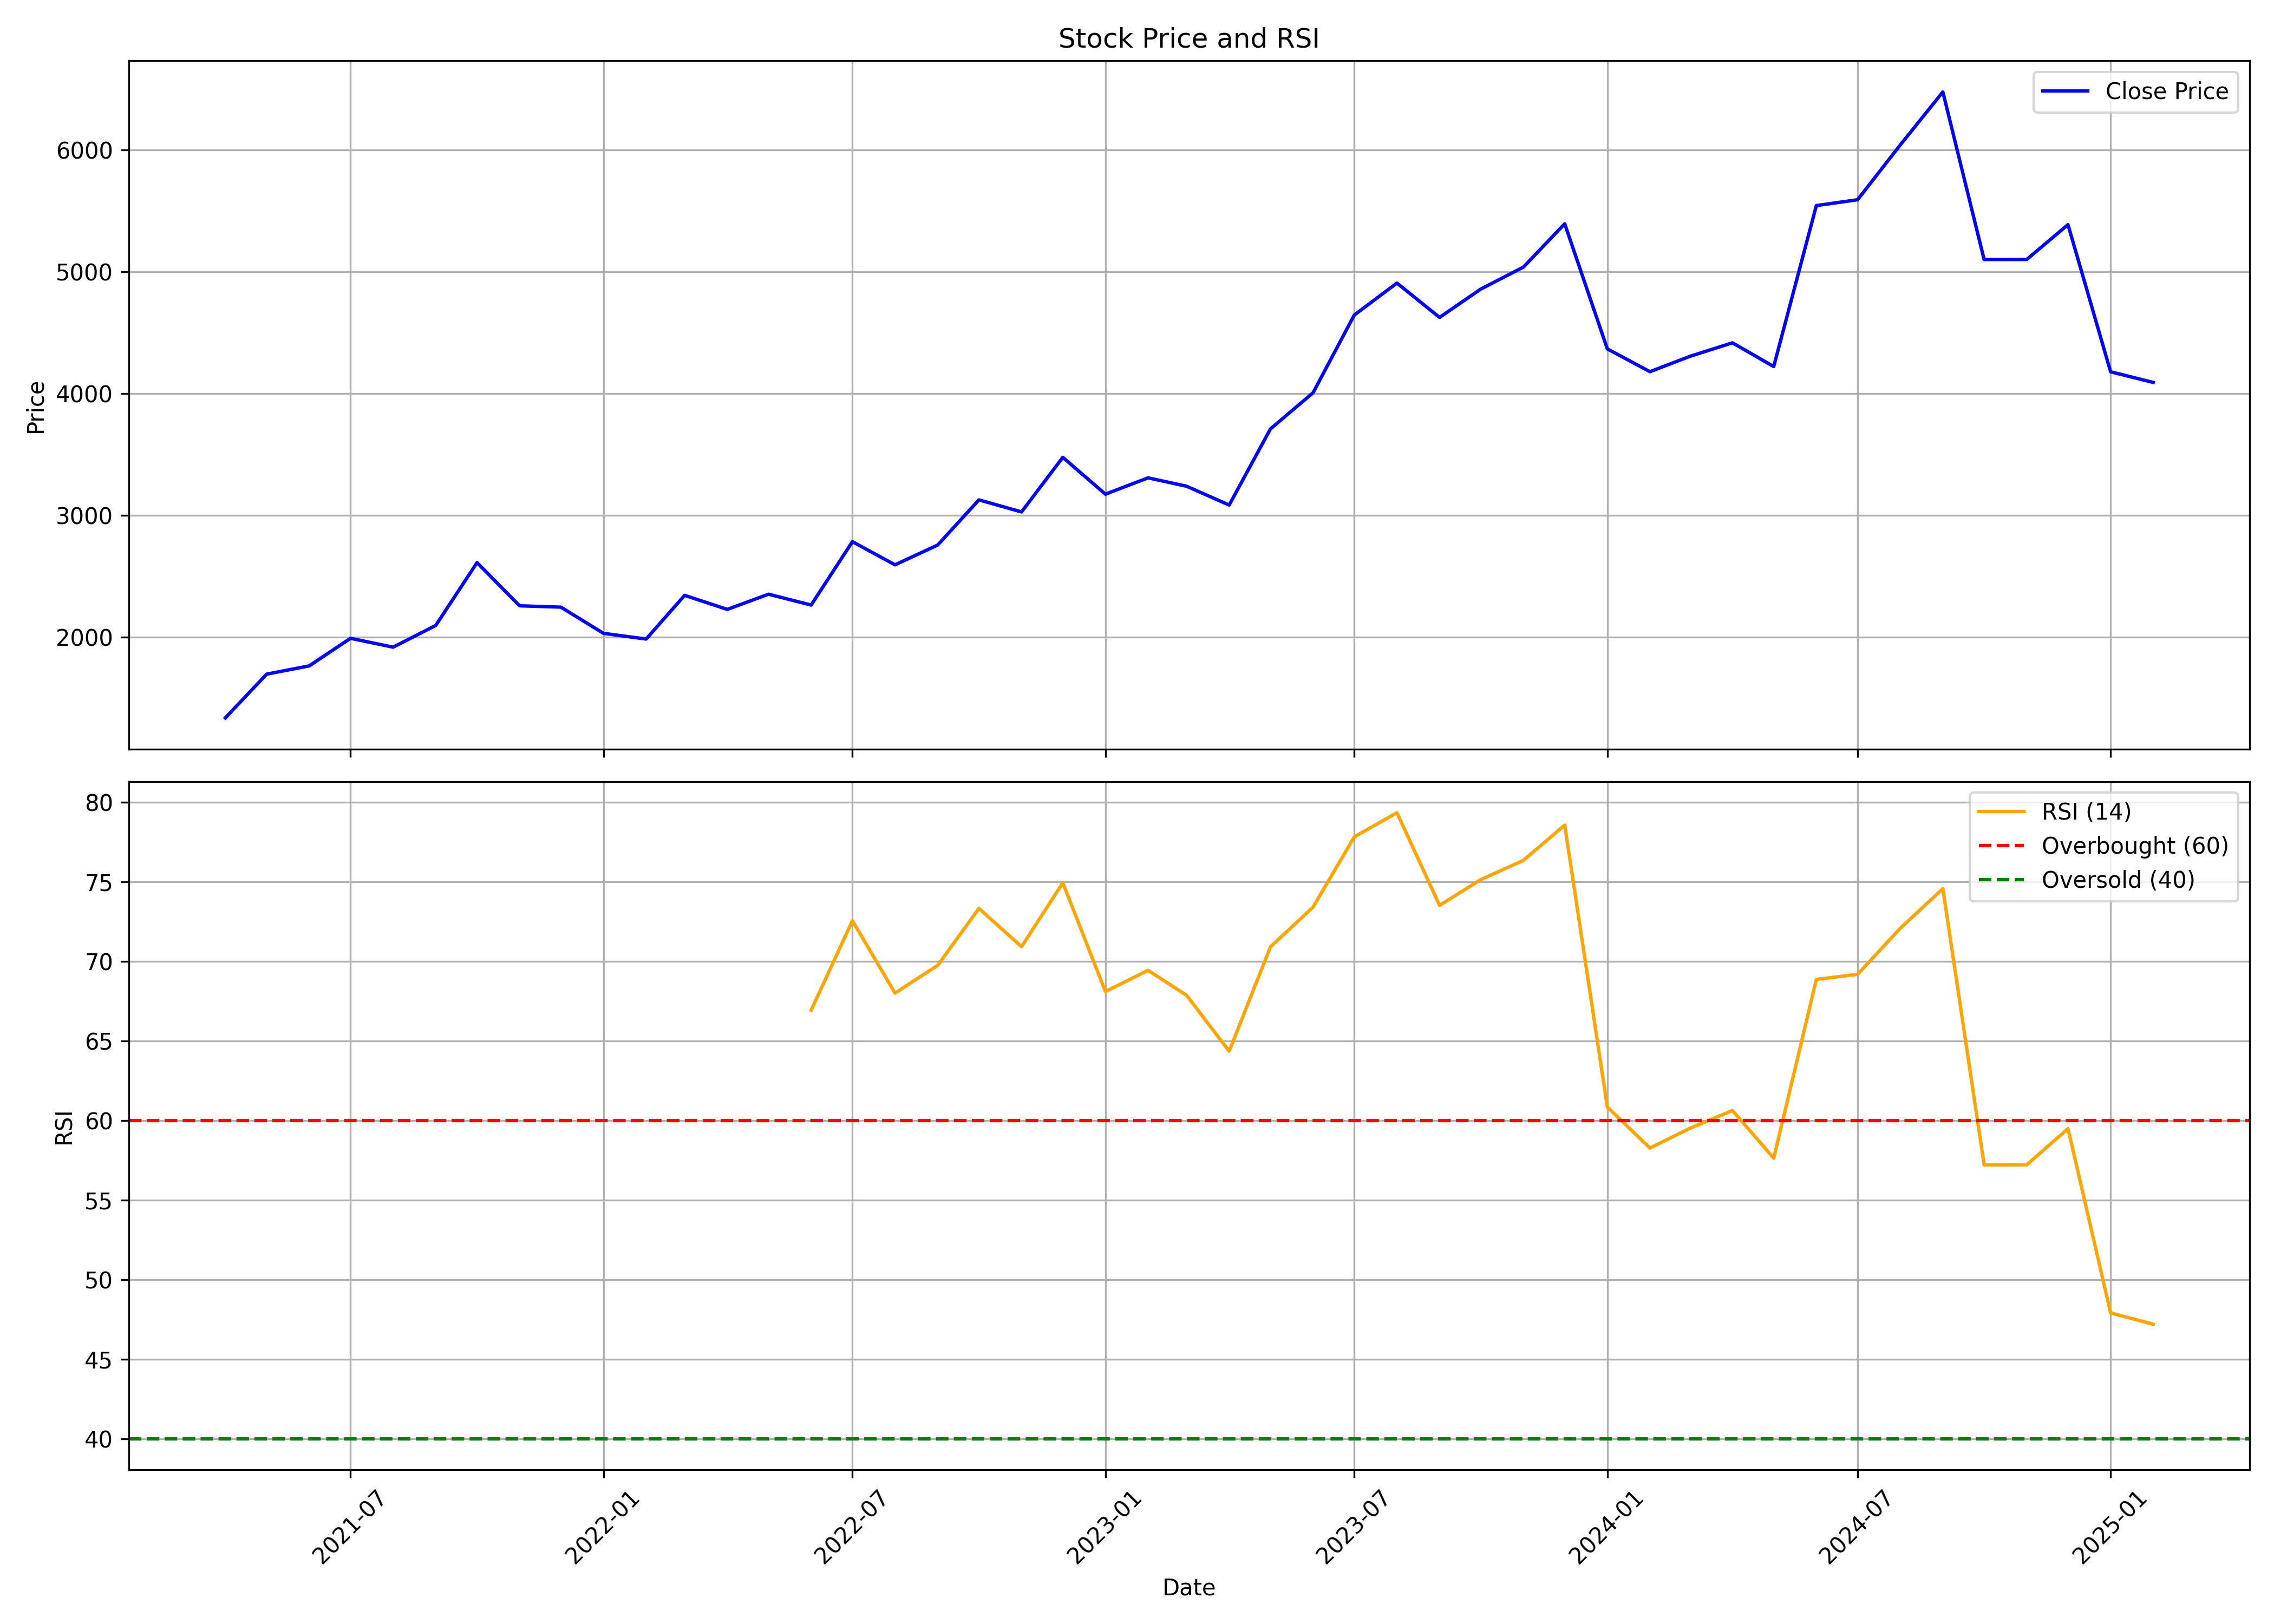 Stock Price and RSI
Close Price
6000
5000
4000
3000
2000
Price
RSI (14)
Overbought (60)
Oversold (40)
80
75
70
65
60
55
50
45
40
RSI
2021-07
2022-01
2022-07
2023-01
2023-07
2024-01
2024-07
2025-01
Date